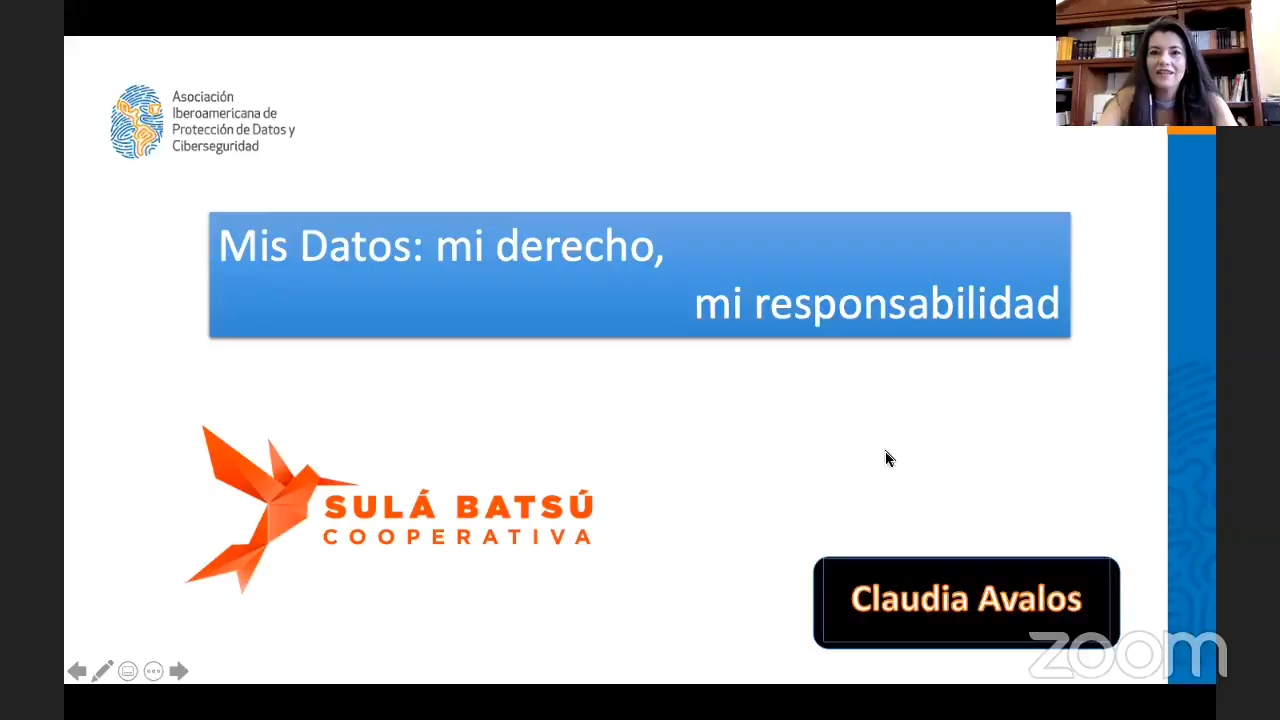 Asociación
Iberoamericana de
Protección de Datos y
Ciberseguridad
Mis Datos: mi derecho,
mi responsabilidad
SULÁ BATSÚ
COOPERATIVA
Claudia Avalos
zoom